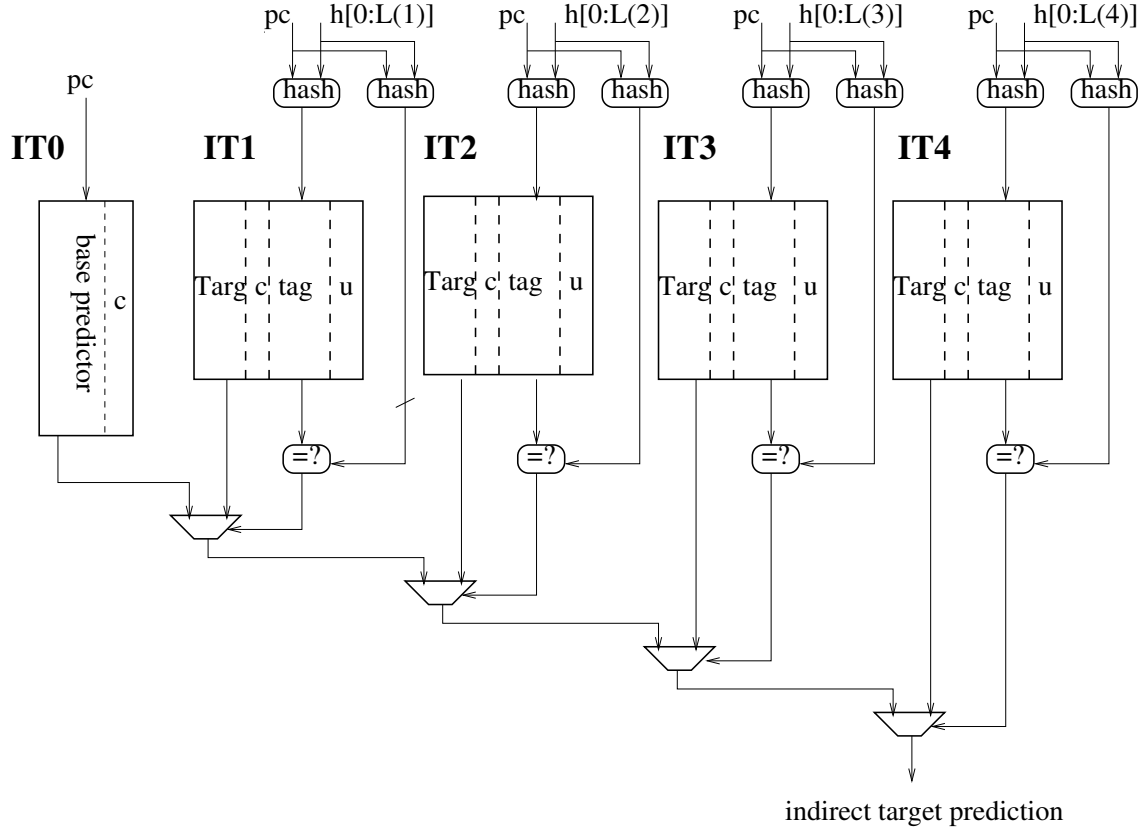 pc h[0:L(1)] pc h[0:L(2)] pc h[0:L(3)] pc h[0:L(4)]
hash hash hash hash hash hash hash hash
pc
IT0 IT1 IT2 IT3 IT4
base predictor c
Targ c tag u Targ c tag u Targ c tag u Targ c tag u
=? =? =? =?
indirect target prediction